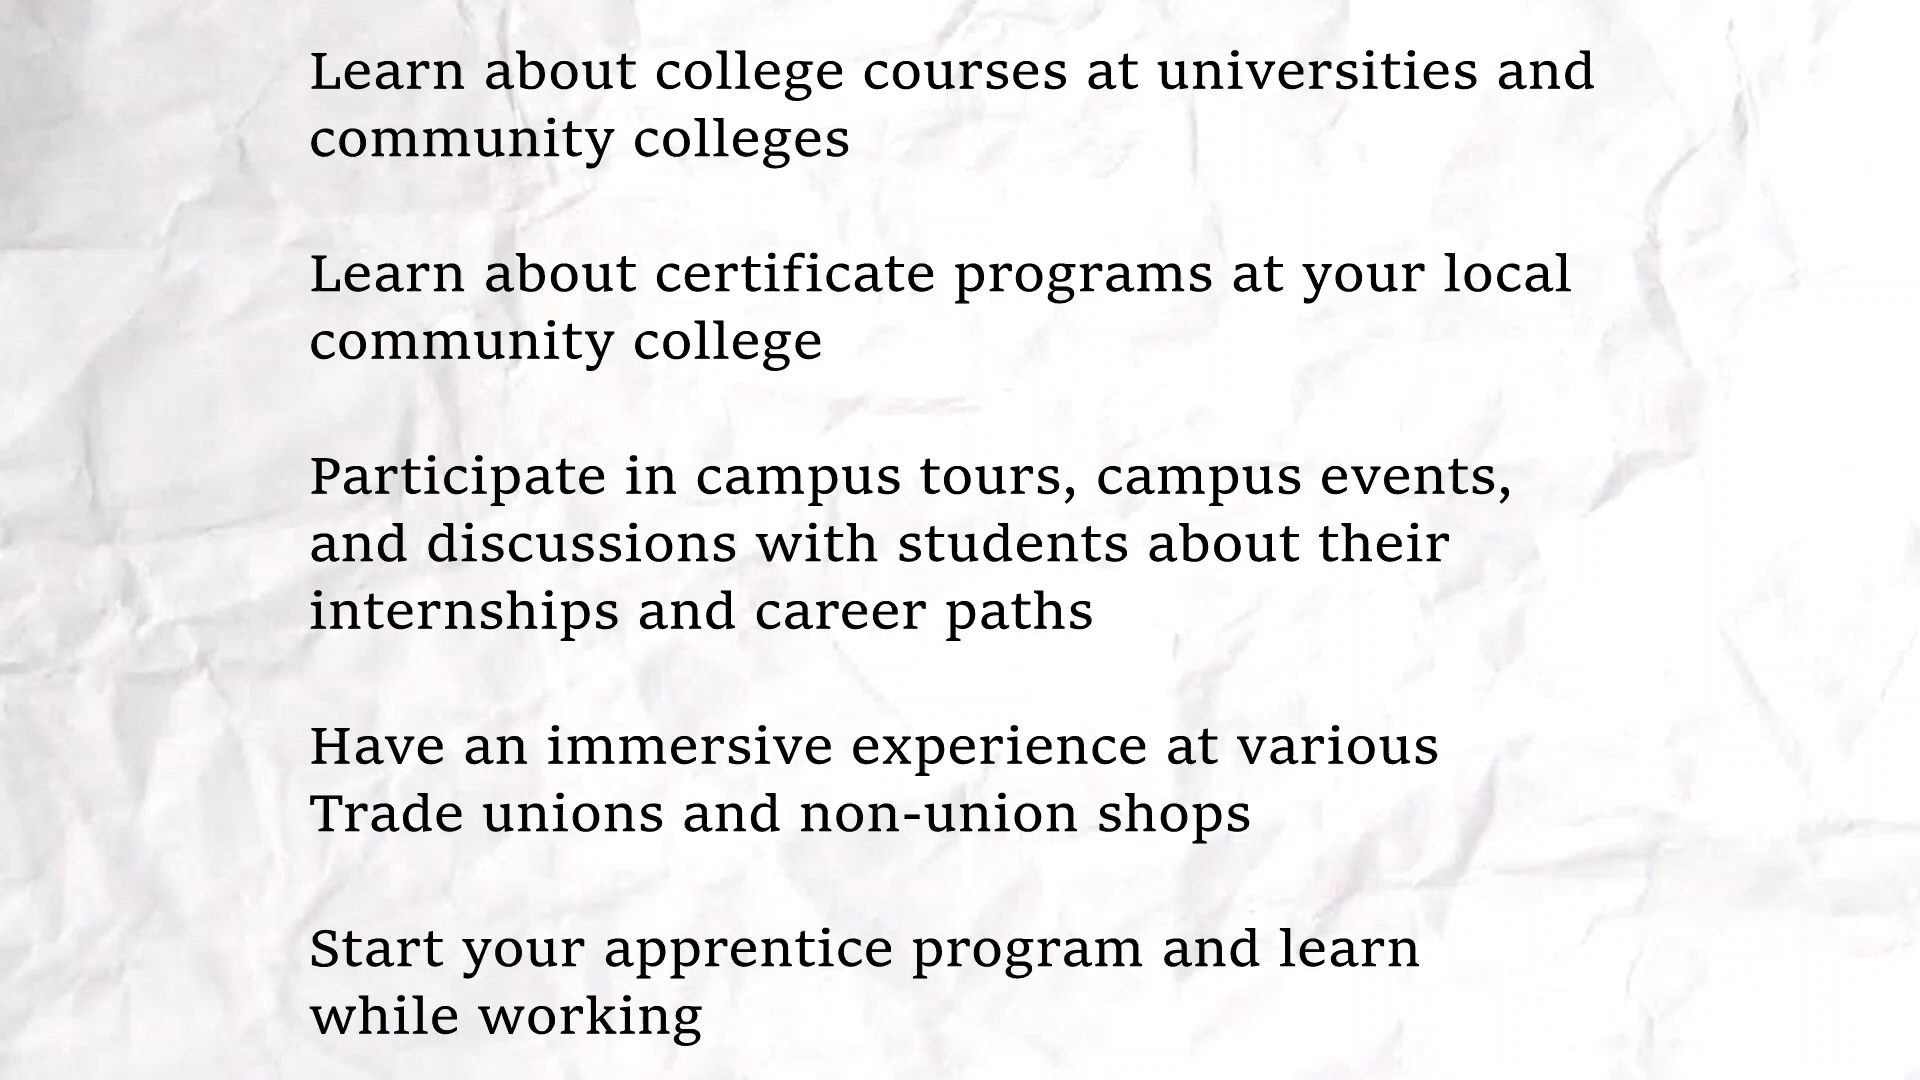 Learn about college courses at universities and
community colleges
Learn about certificate programs at your local
community college
Participate in campus tours, campus events,
and discussions with students about their
internships and career paths
Have an immersive experience at various
Trade unions and non-union shops
Start your apprentice program and learn
while working